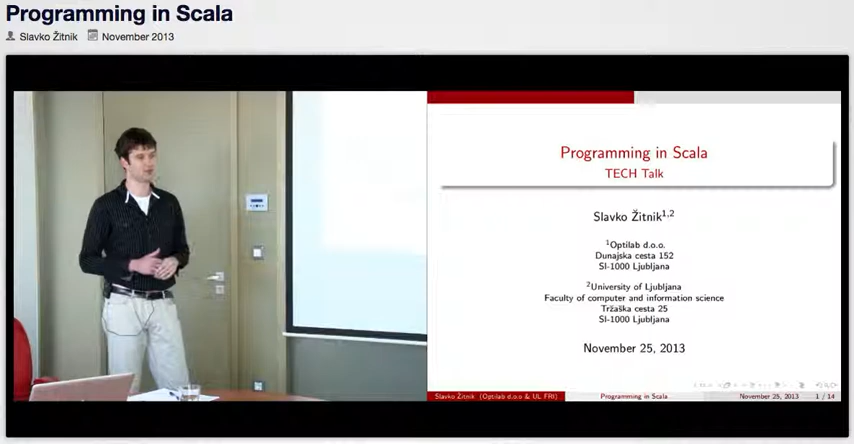 Programming in Scala
Slavko Žitnik November 2013
Programming in Scala
TECH Talk
Slavko Žitnik1,2
1Optilab d.o.o.
Dunajska cesta 152
SI-1000 Ljubljana
2University of Ljubljana
Faculty of computer and information science
Tržaška cesta 25
SI-1000 Ljubljana
November 25, 2013
Slavko Žitnik (Optilab d.o.o & UL FRI) Programming in Scala November 25, 2013 1 / 14